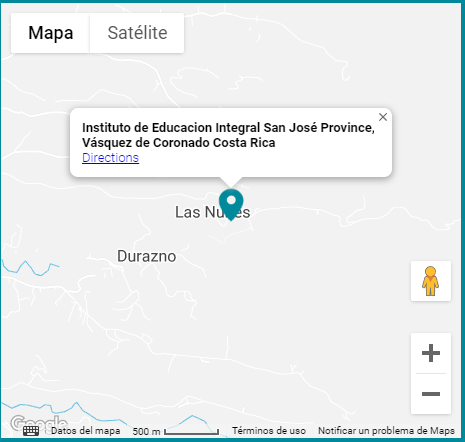 Mapa Satélite
Instituto de Educacion Integral San José Province,
Vásquez de Coronado Costa Rica
Directions
Las Nubes
Durazno
Google
Datos del mapa 500 m Términos de uso Notificar un problema de Maps